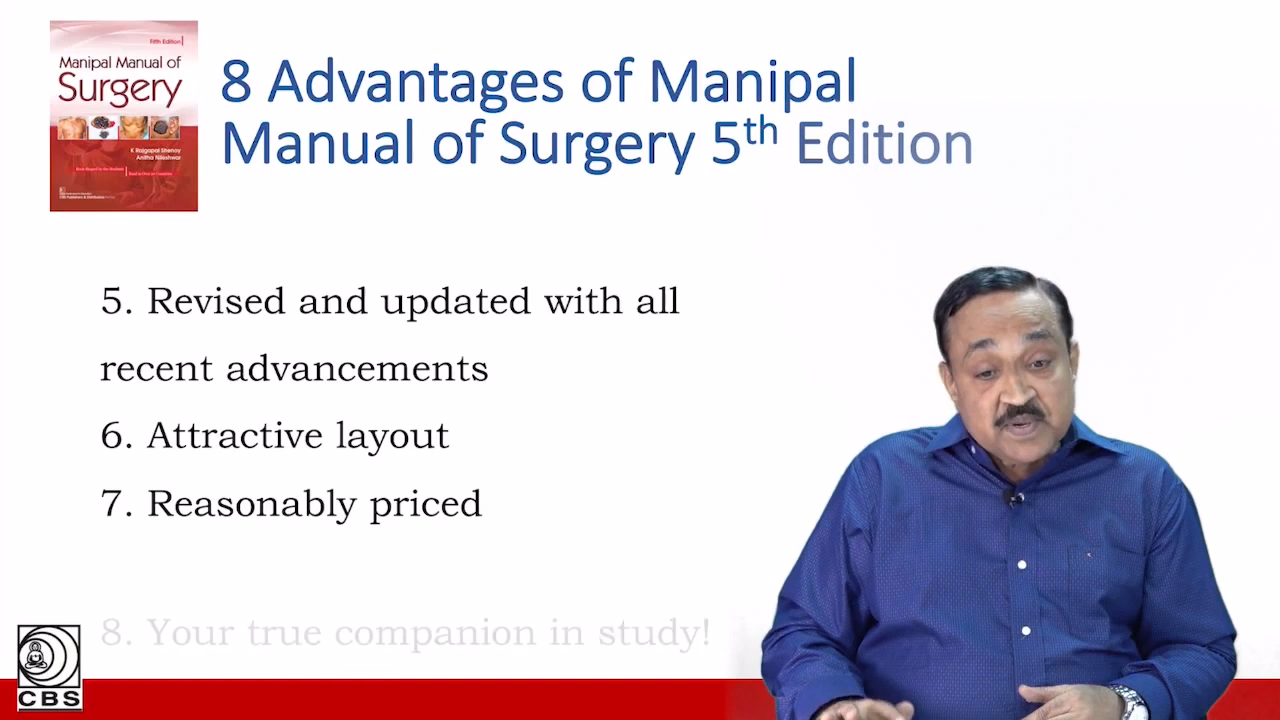 Fifth Edition
Manipal Manual of
Surgery
K Rajgopal Shenoy
Anitha Nileshwar
8 Advantages of Manipal
Manual of Surgery 5th Edition
5. Revised and updated with all
recent advancements
6. Attractive layout
7. Reasonably priced
8. Your true companion in study!
CBS